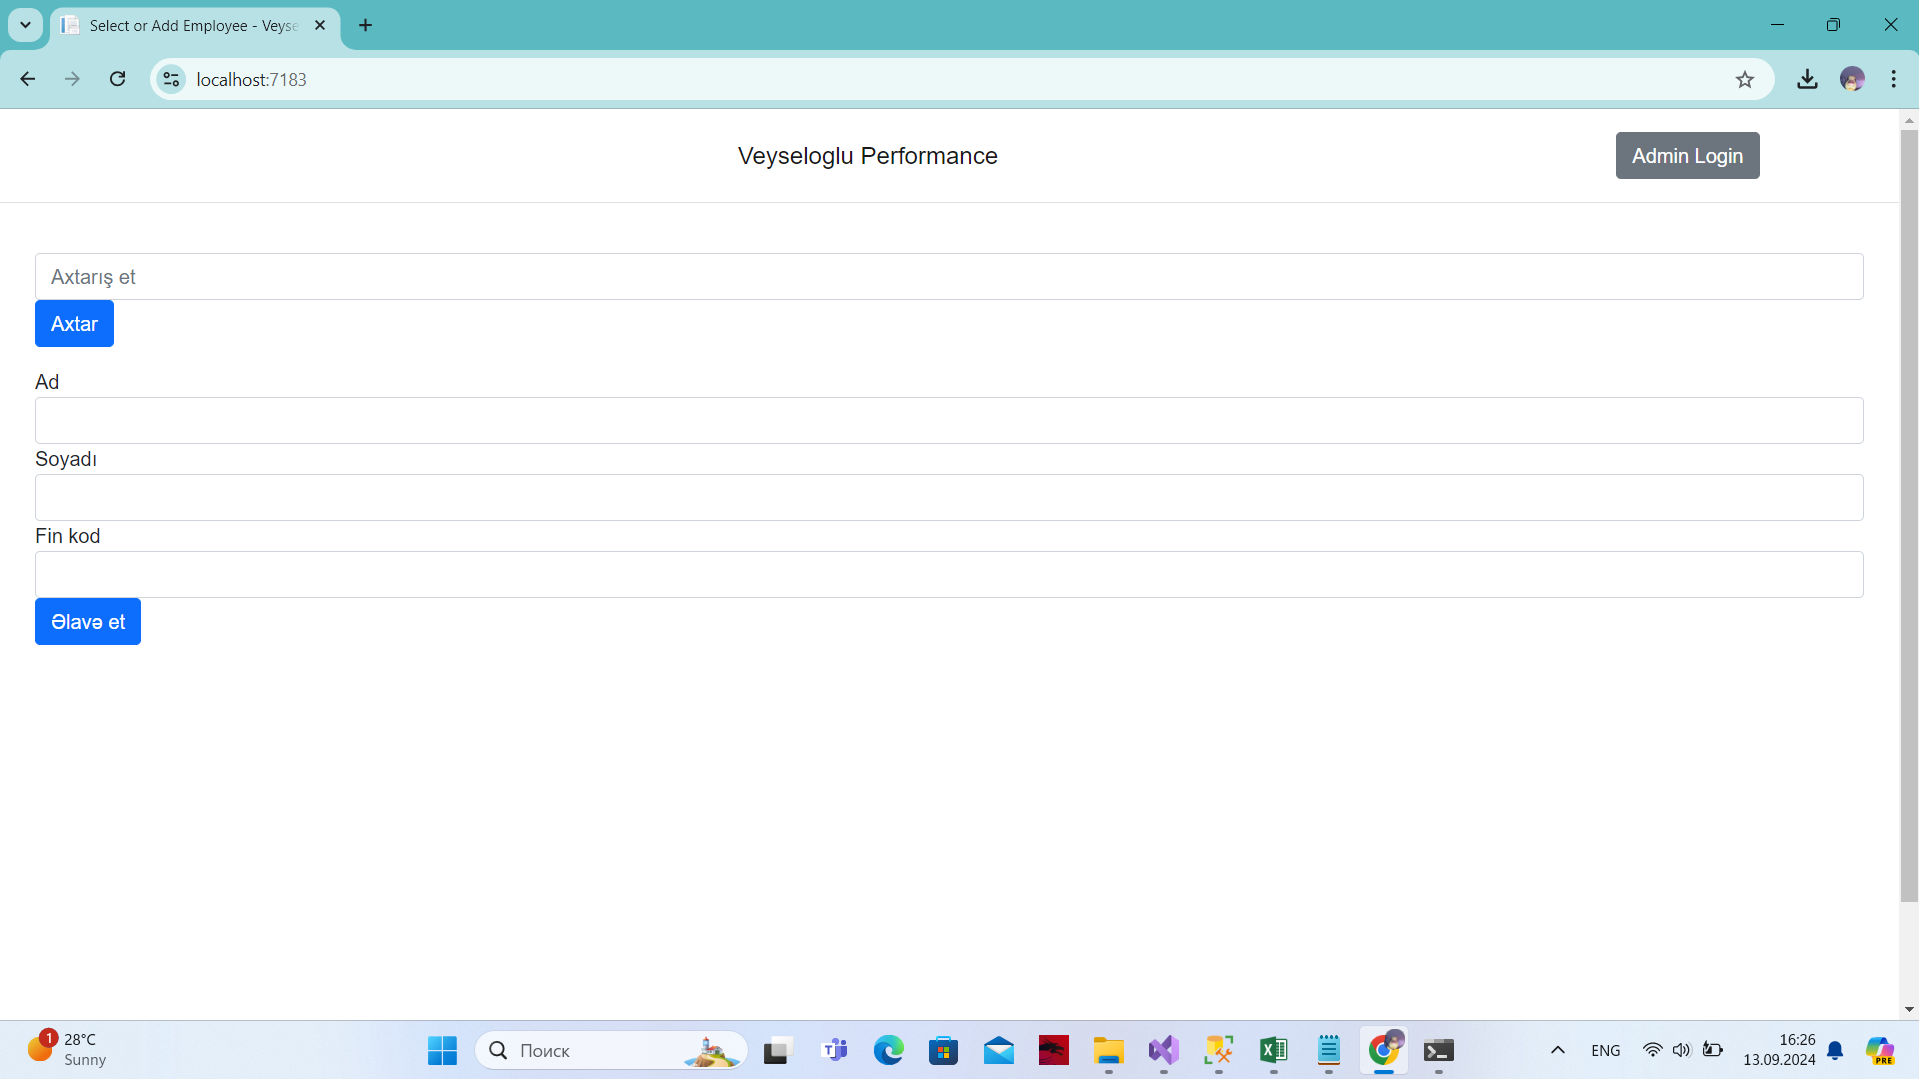 Select or Add Employee - Veyse
localhost:7183
Veyseloglu Performance
Admin Login
Axtarış et
Axtar
Ad
Soyadı
Fin kod
Əlavə et
1
28°C
Sunny
Поиск
ENG
16:26
13.09.2024
PRE